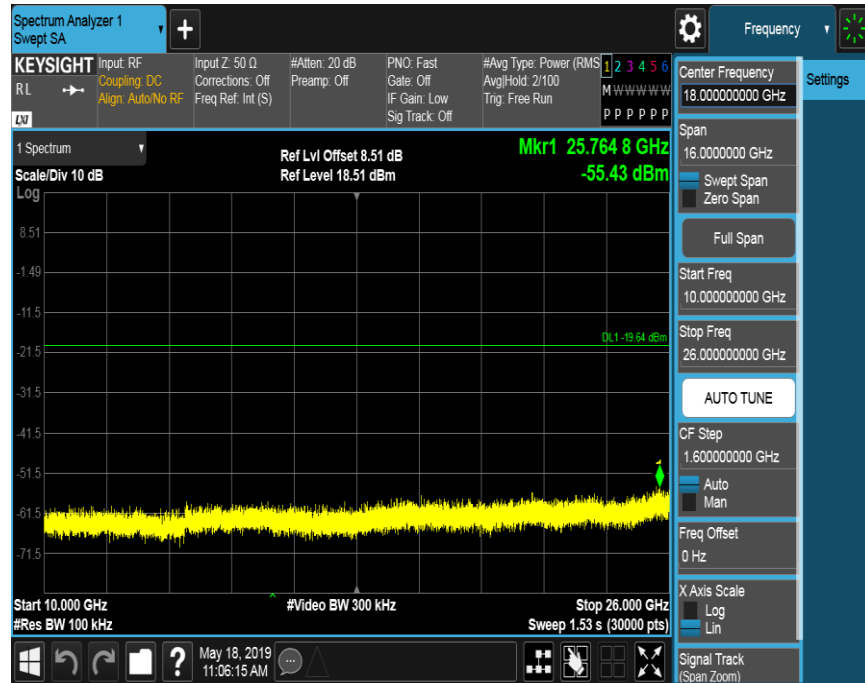 Spectrum Analyzer 1
Swept SA
Frequency
KEYSIGHT
RL
LXI
Input: RF
Coupling: DC
Align: Auto/No RF
Input Z: 50 Ω
Corrections: Off
Freq Ref: Int (S)
#Atten: 20 dB
Preamp: Off
PNO: Fast
Gate: Off
IF Gain: Low
Sig Track: Off
#Avg Type: Power (RMS
Avg|Hold: 2/100
Trig: Free Run
1 2 3 4 5 6
M W W W W W
P P P P P P
Center Frequency
18.000000000 GHz
Settings
Span
16.0000000 GHz
Swept Span
Zero Span
Full Span
Start Freq
10.000000000 GHz
Stop Freq
26.000000000 GHz
AUTO TUNE
CF Step
1.600000000 GHz
Auto
Man
Freq Offset
0 Hz
X Axis Scale
Log
Lin
Signal Track
(Span Zoom)
1 Spectrum
Scale/Div 10 dB
Log
Ref Lvl Offset 8.51 dB
Ref Level 18.51 dBm
Mkr1 25.764 8 GHz
-55.43 dBm
8.51
-1.49
-11.5
DL1 -19.64 dBm
-21.5
-31.5
-41.5
-51.5
1
-61.5
-71.5
Start 10.000 GHz
#Res BW 100 kHz
#Video BW 300 kHz
Stop 26.000 GHz
Sweep 1.53 s (30000 pts)
?
May 18, 2019
11:06:15 AM